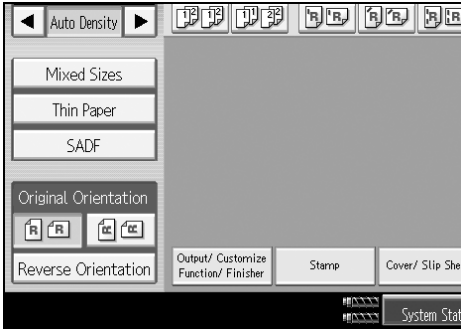 Auto Density
Mixed Sizes
Thin Paper
SADF
Original Orientation
R R R R
Reverse Orientation
Output/ Customize
Function/ Finisher
Stamp
Cover/ Slip She
System Stat